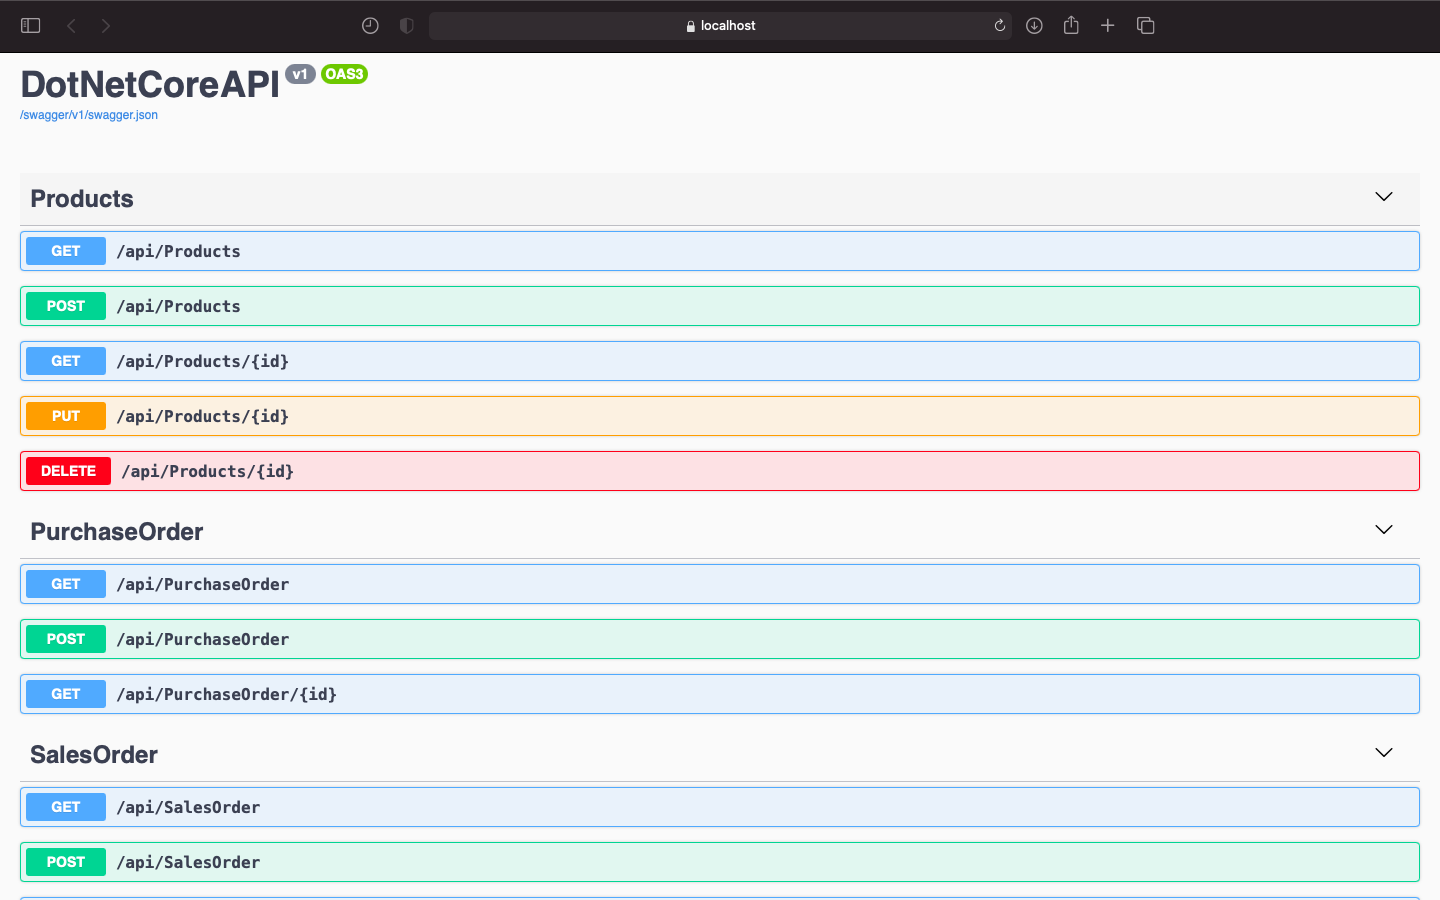 localhost
DotNetCoreAPI v1 OAS3
/swagger/v1/swagger.json
Products
GET /api/Products
POST /api/Products
GET /api/Products/{id}
PUT /api/Products/{id}
DELETE /api/Products/{id}
PurchaseOrder
GET /api/PurchaseOrder
POST /api/PurchaseOrder
GET /api/PurchaseOrder/{id}
SalesOrder
GET /api/SalesOrder
POST /api/SalesOrder